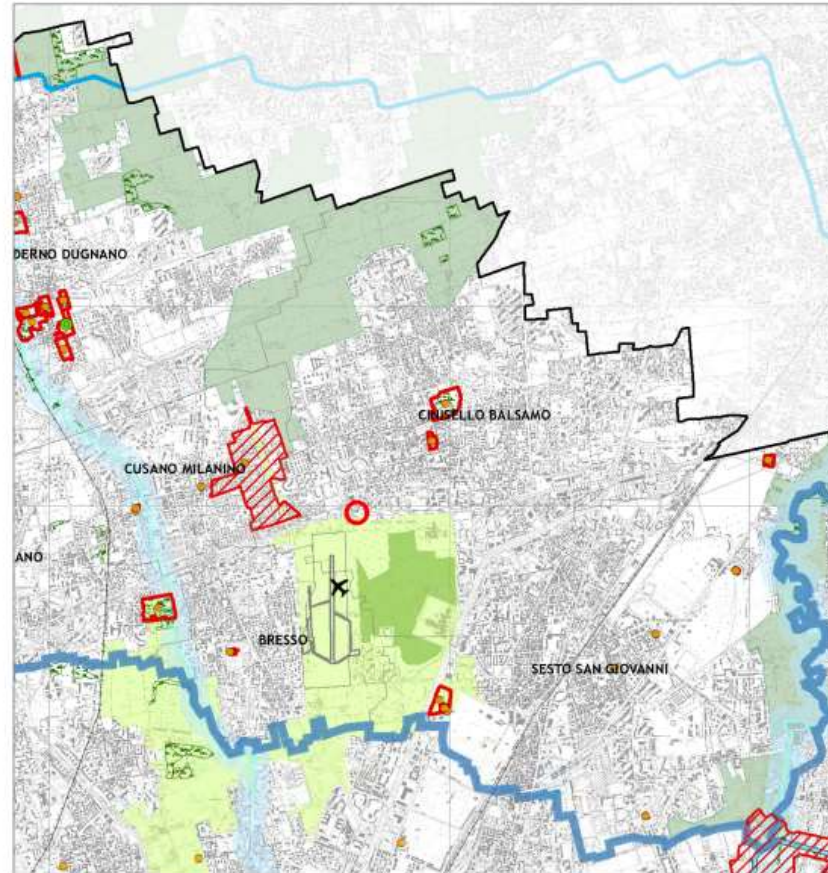 DERNO DUGNANO
CINISELLO BALSAMO
CUSANO MILANINO
ANO
BRESSO
SESTO SAN GIOVANNI